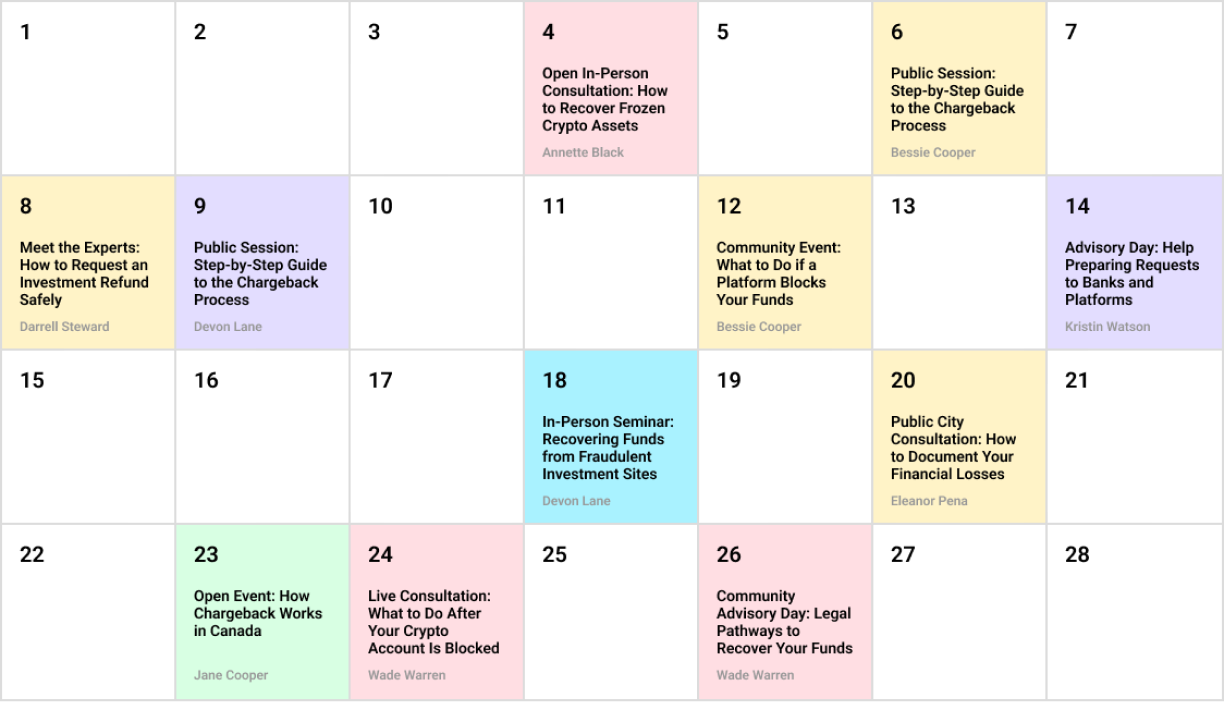 1
2
3
4
Open In-Person
Consultation: How
to Recover Frozen
Crypto Assets
Annette Black
5
6
Public Session:
Step-by-Step Guide
to the Chargeback
Process
Bessie Cooper
7
8
Meet the Experts:
How to Request an
Investment Refund
Safely
Darrell Steward
9
Public Session:
Step-by-Step Guide
to the Chargeback
Process
Devon Lane
10
11
12
Community Event:
What to Do if a
Platform Blocks
Your Funds
Bessie Cooper
13
14
Advisory Day: Help
Preparing Requests
to Banks and
Platforms
Kristin Watson
15
16
17
18
In-Person Seminar:
Recovering Funds
from Fraudulent
Investment Sites
Devon Lane
19
20
Public City
Consultation: How
to Document Your
Financial Losses
Eleanor Pena
21
22
23
Open Event: How
Chargeback Works
in Canada
Jane Cooper
24
Live Consultation:
What to Do After
Your Crypto
Account Is Blocked
Wade Warren
25
26
Community
Advisory Day: Legal
Pathways to
Recover Your Funds
Wade Warren
27
28